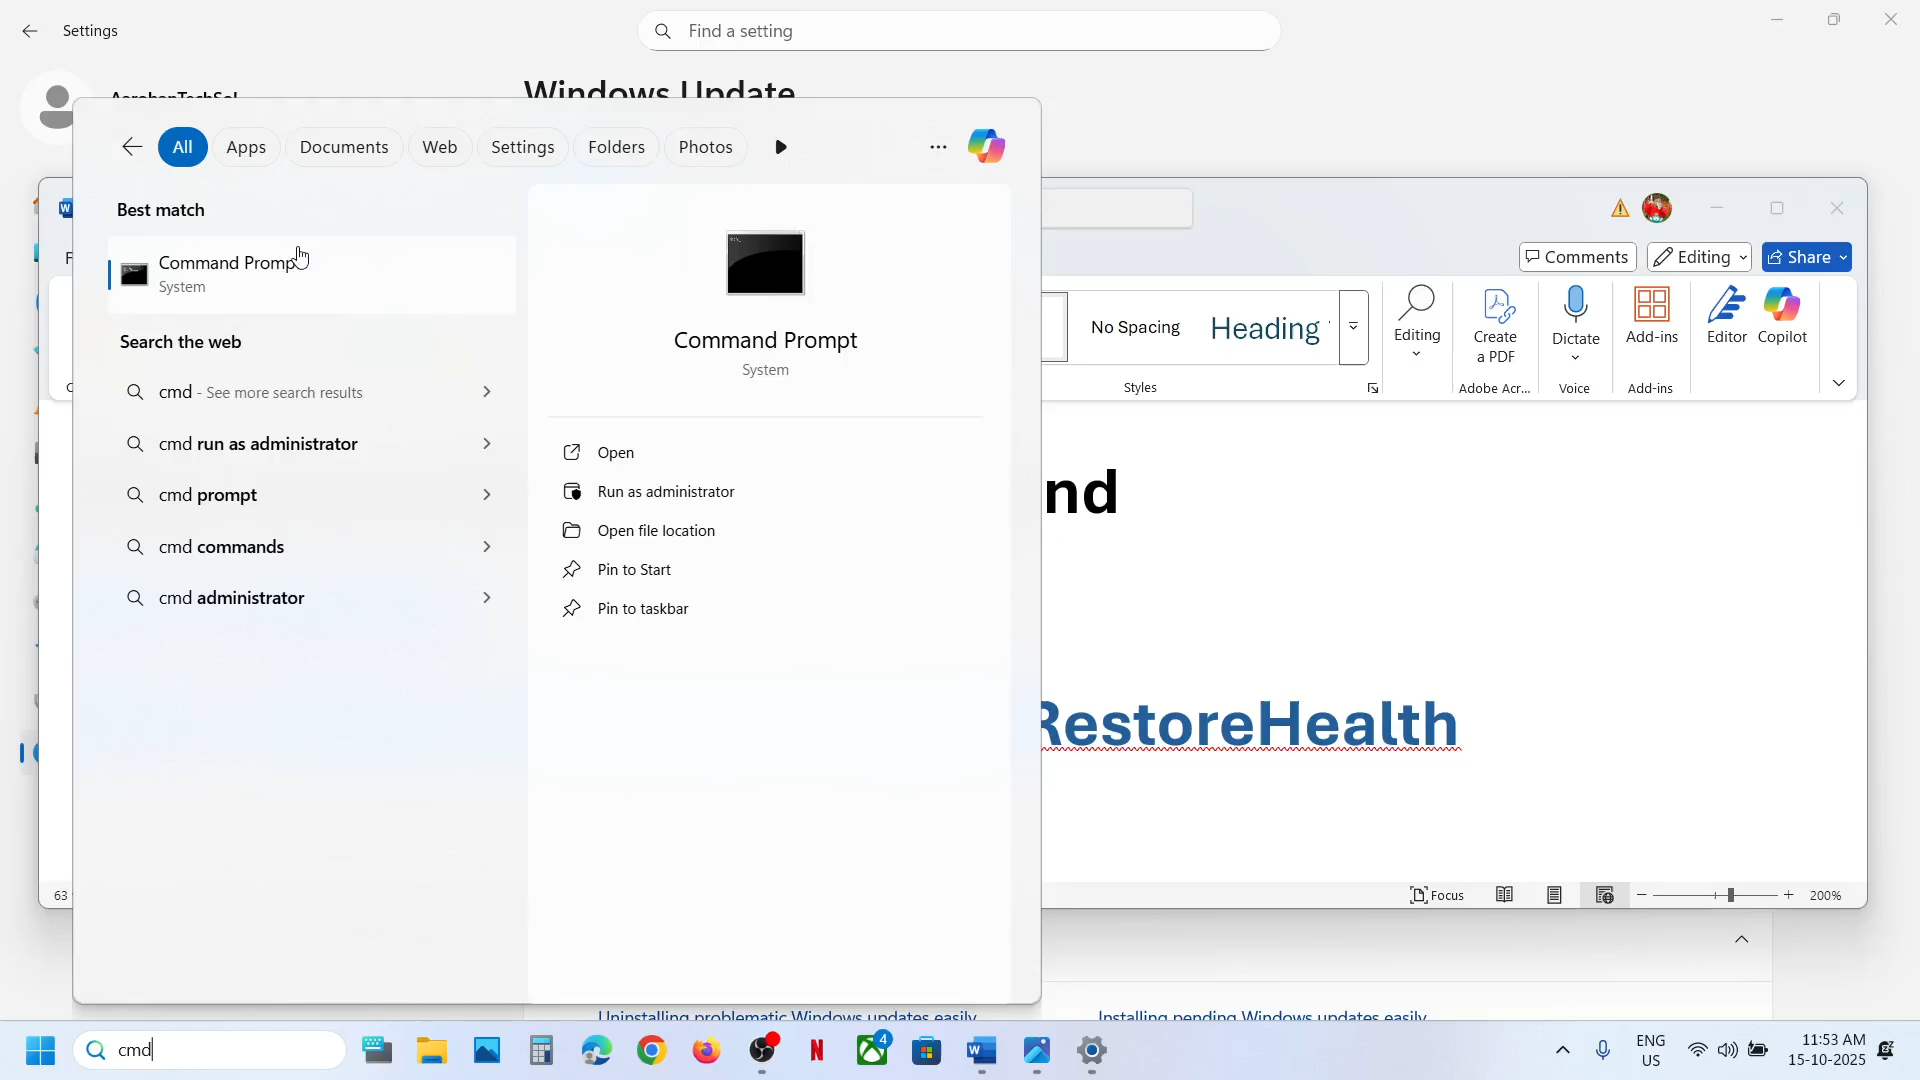 Settings
Find a setting
Windows Update
All
Apps
Documents
Web
Settings
Folders
Photos
Best match
Command Promp
System
Search the web
cmd - See more search results
cmd run as administrator
cmd prompt
cmd commands
cmd administrator
Command Prompt
System
Open
Run as administrator
Open file location
Pin to Start
Pin to taskbar
Comments
Editing
Share
No Spacing
Heading
Styles
Editing
Create
a PDF
Adobe Acr...
Dictate
Voice
Add-ins
Add-ins
Editor
Copilot
nd
RestoreHealth
63
Focus
200%
Uninstalling problematic Windows updates easily
Installing pending Windows updates easily
cmd
4
ENG
US
11:53 AM
15-10-2025